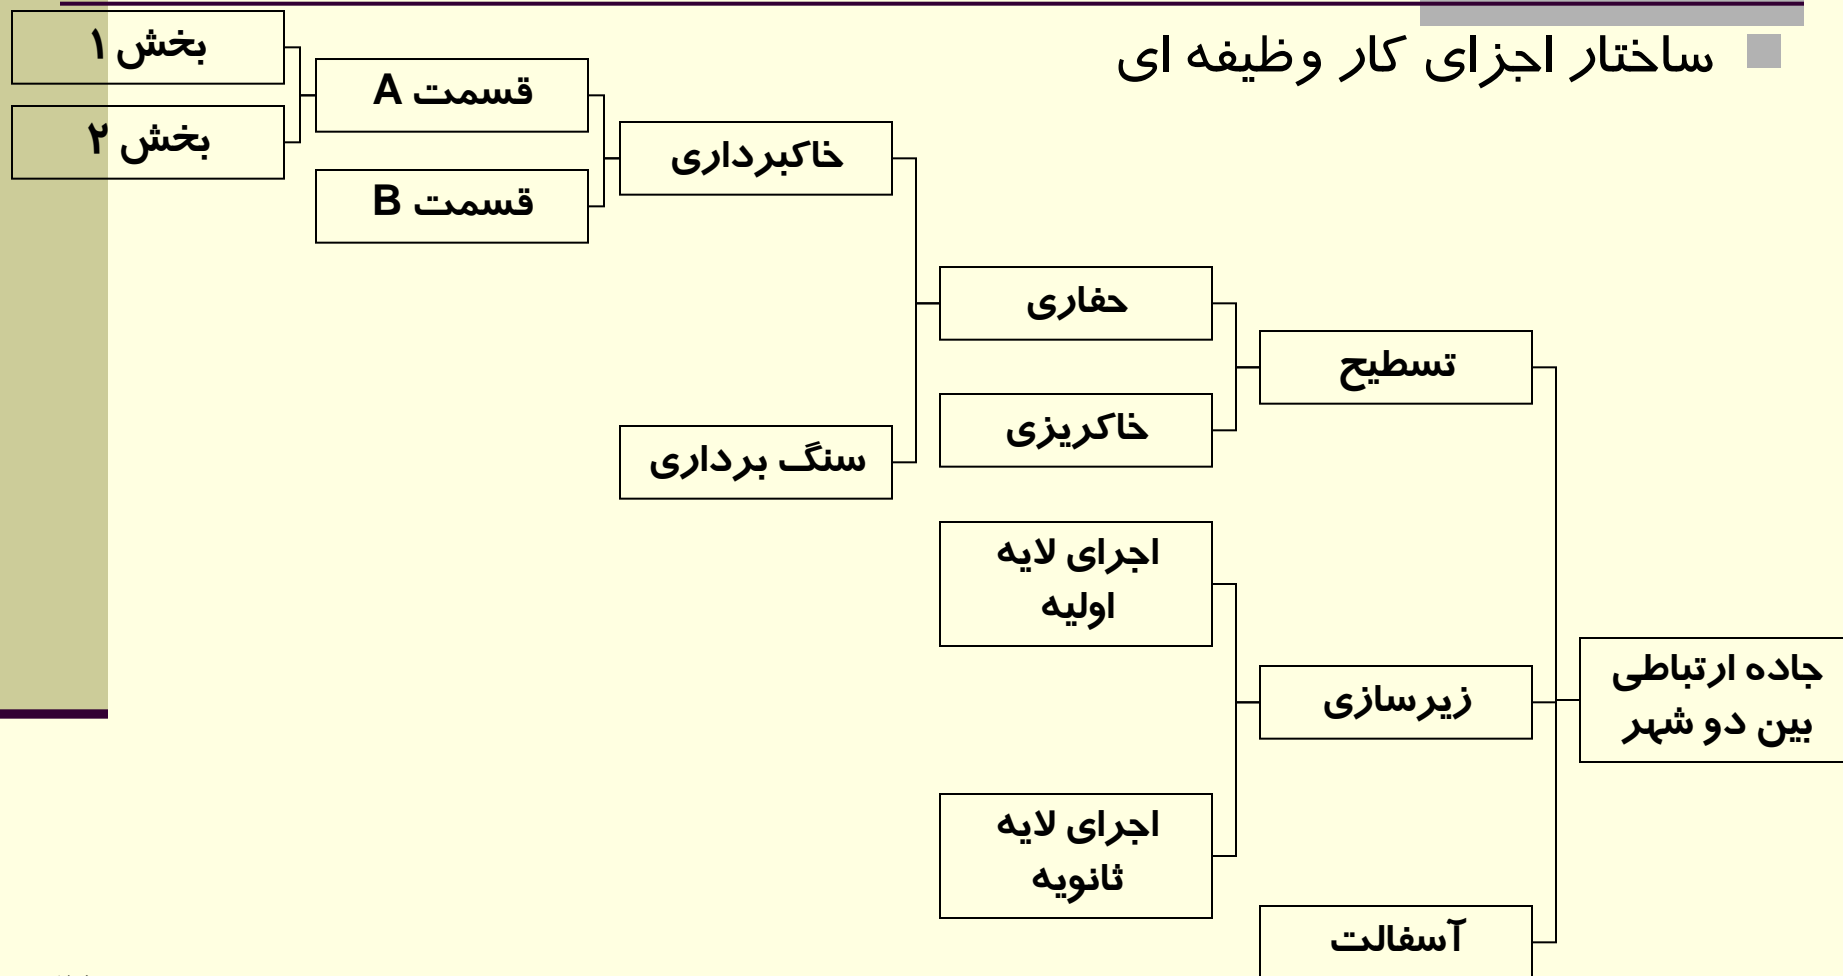 ساختار اجزای کار وظیفه ای
جاده ارتباطی
بین دو شهر
تسطیح
زیرسازی
آسفالت
حفاری
خاکریزی
اجرای لایه
اولیه
اجرای لایه
ثانویه
خاکبرداری
سنگ برداری
قسمت A
قسمت B
بخش ۱
بخش ۲